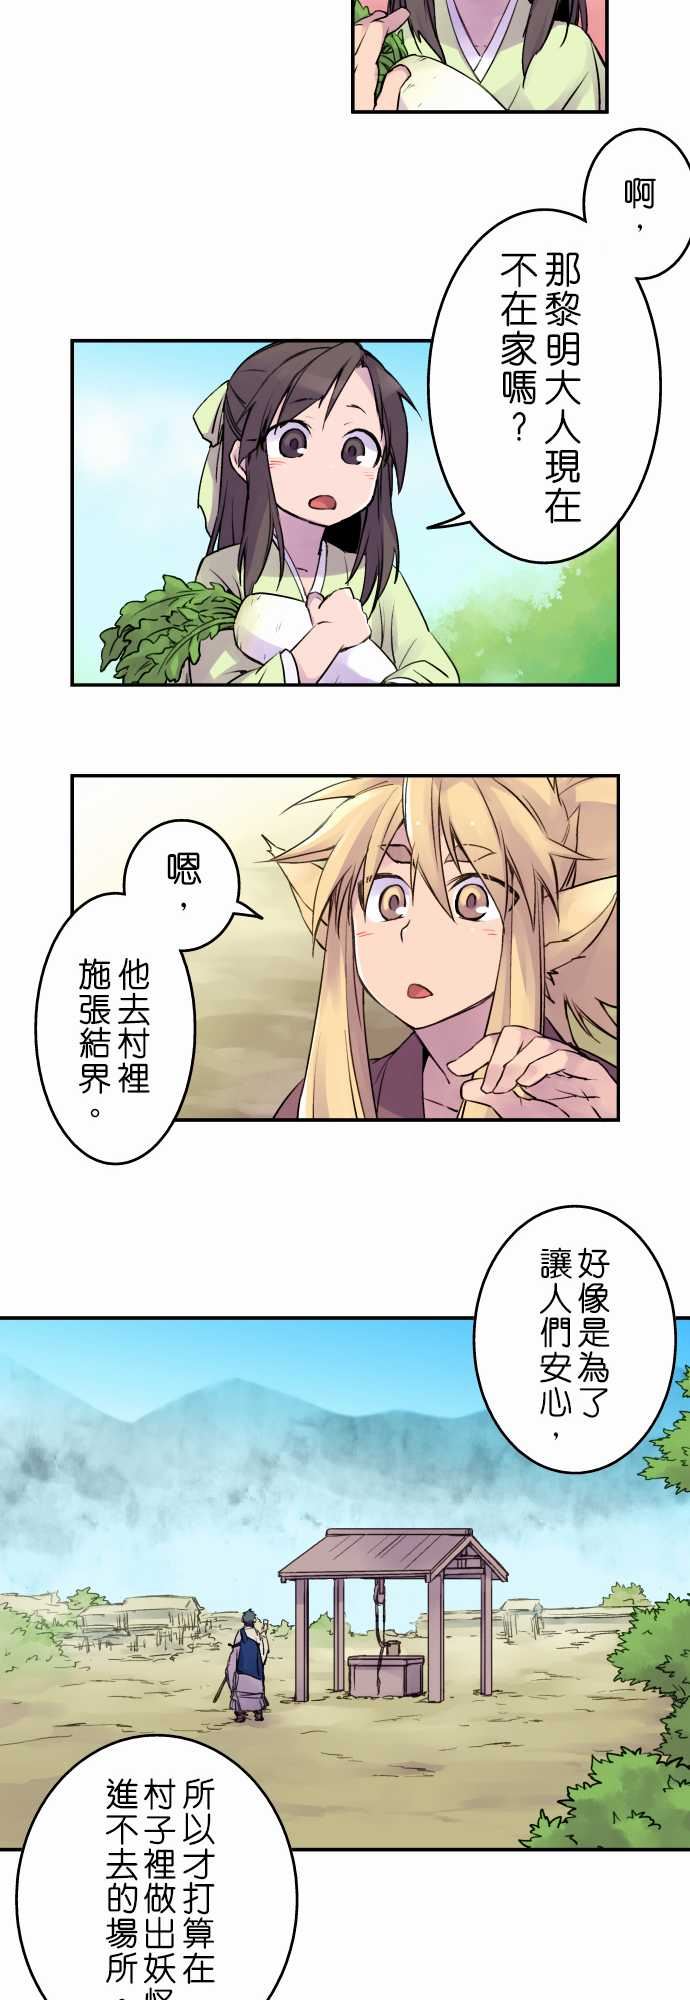 啊，
那黎明大人現在
不在家嗎？
嗯，
他去村裡
施張結界。
好像是為了
讓人們安心，
所以才打算在
村子裡做出妖怪
進不去的場所。